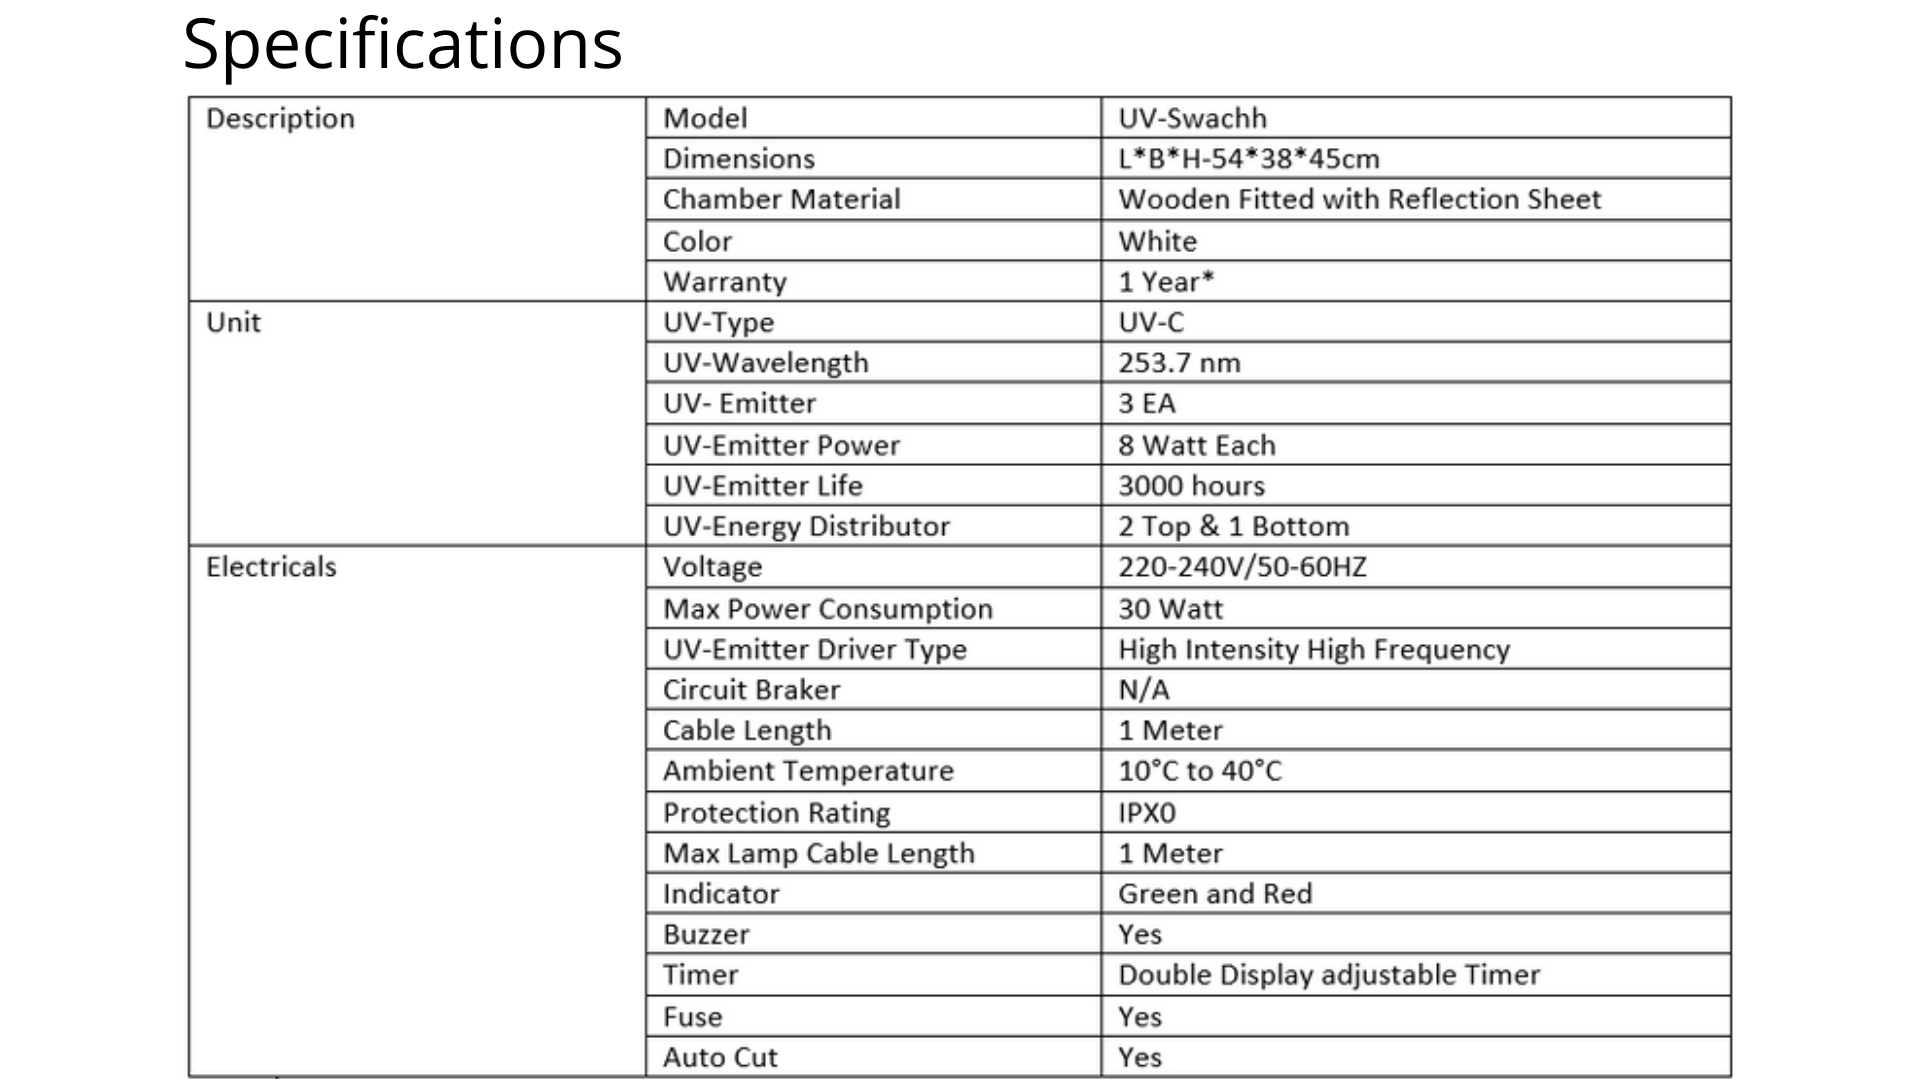 Specifications
Description Model UV-Swachh
Dimensions L*B*H-54*38*45cm
Chamber Material Wooden Fitted with Reflection Sheet
Color White
Warranty 1 Year*
Unit UV-Type UV-C
UV-Wavelength 253.7 nm
UV- Emitter 3 EA
UV-Emitter Power 8 Watt Each
UV-Emitter Life 3000 hours
UV-Energy Distributor 2 Top & 1 Bottom
Electricals Voltage 220-240V/50-60HZ
Max Power Consumption 30 Watt
UV-Emitter Driver Type High Intensity High Frequency
Circuit Braker N/A
Cable Length 1 Meter
Ambient Temperature 10°C to 40°C
Protection Rating IPX0
Max Lamp Cable Length 1 Meter
Indicator Green and Red
Buzzer Yes
Timer Double Display adjustable Timer
Fuse Yes
Auto Cut Yes